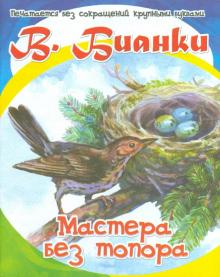 Печатается без сокращений крупными буквами
В. Бианки
Мастера
без топора